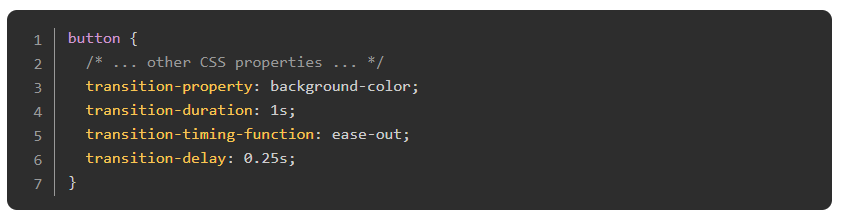 1 button {
2   /* ... other CSS properties ... */
3   transition-property: background-color;
4   transition-duration: 1s;
5   transition-timing-function: ease-out;
6   transition-delay: 0.25s;
7 }